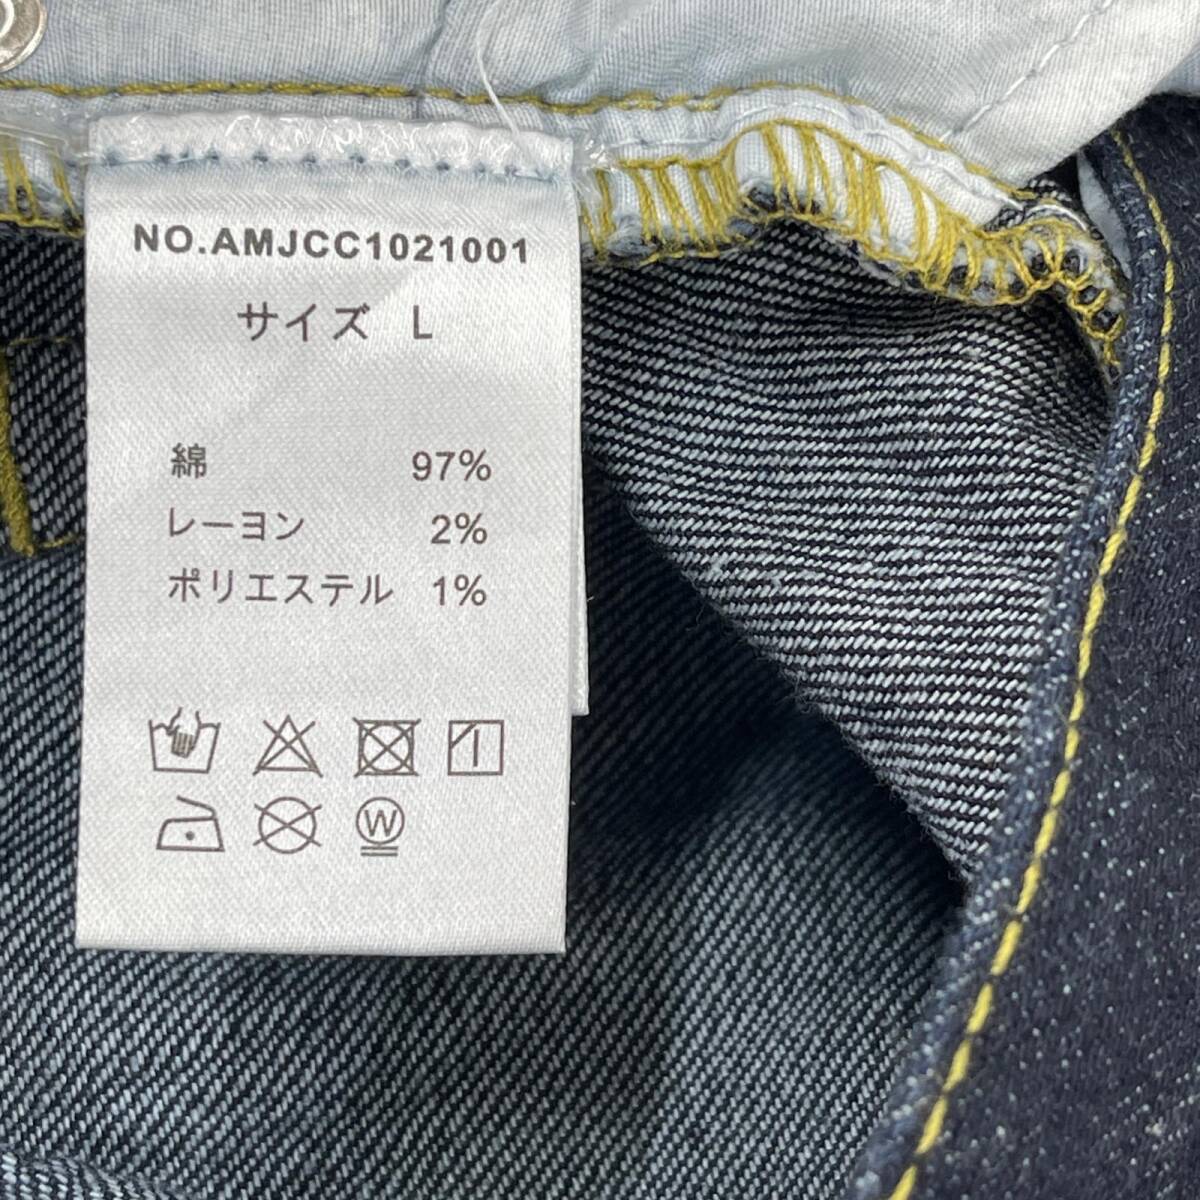 NO.AMJCC1021001
サイズ L
綿 97%
レーヨン 2%
ポリエステル 1%
W